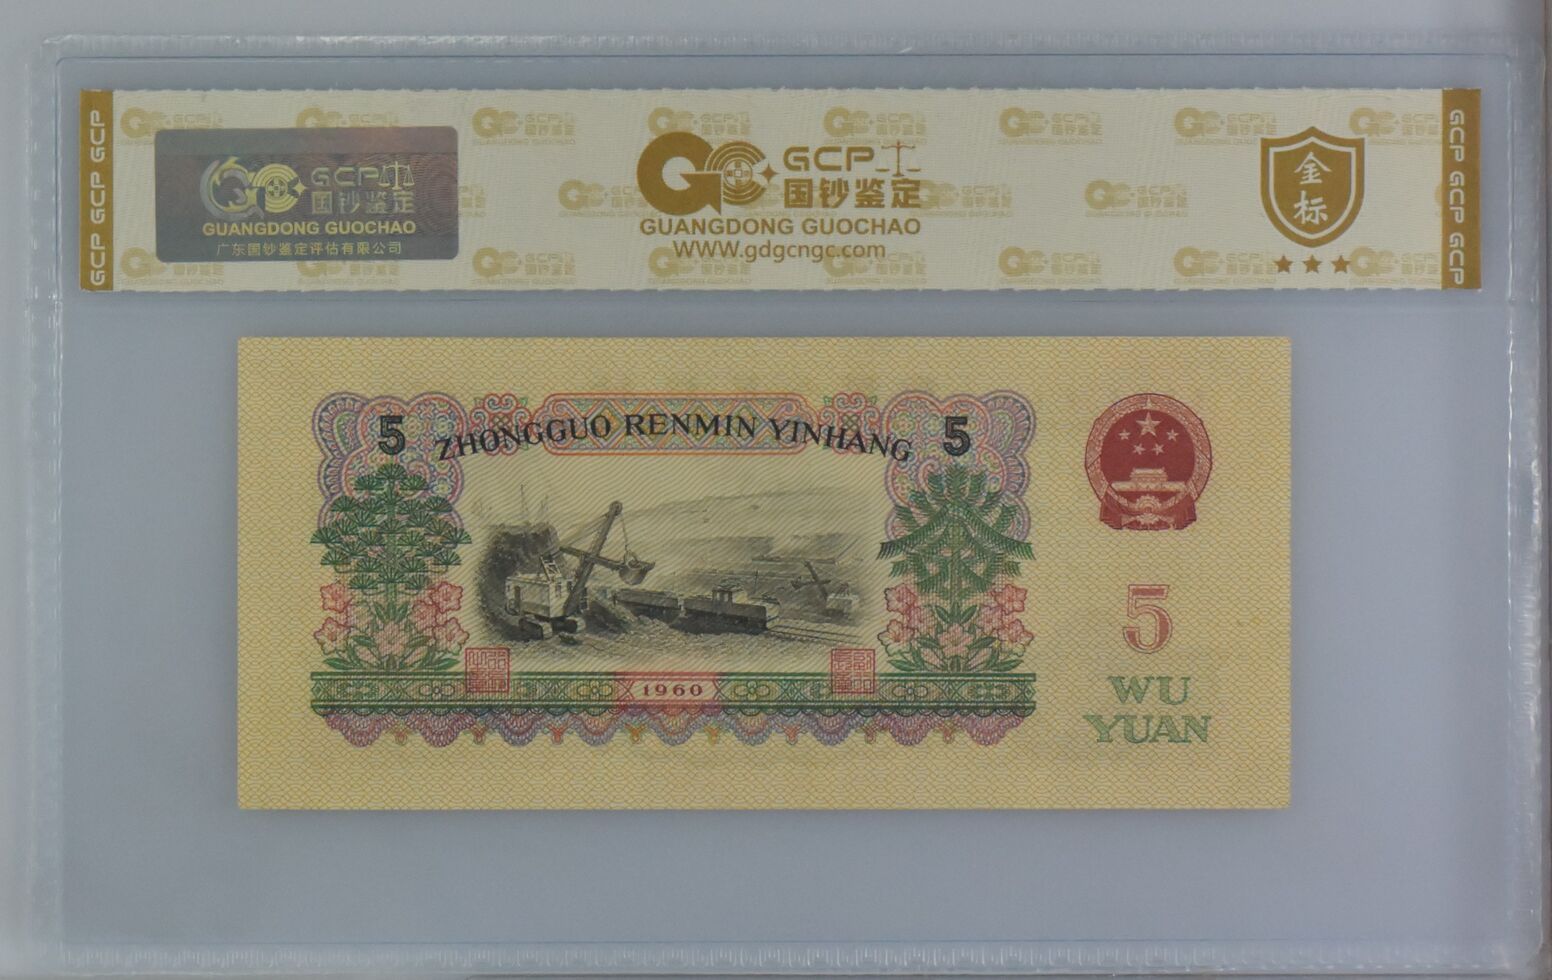 GCP GCP GCP
GCP
国钞鉴定
GUANGDONG GUOCHAO
广东国钞鉴定评估有限公司
GCP
国钞鉴定
GUANGDONG GUOCHAO
WWW.gdgcngc.com
金标
GCP GCP GCP
5 ZHONGGUO RENMIN YINHANG 5
1960
5
WU
YUAN